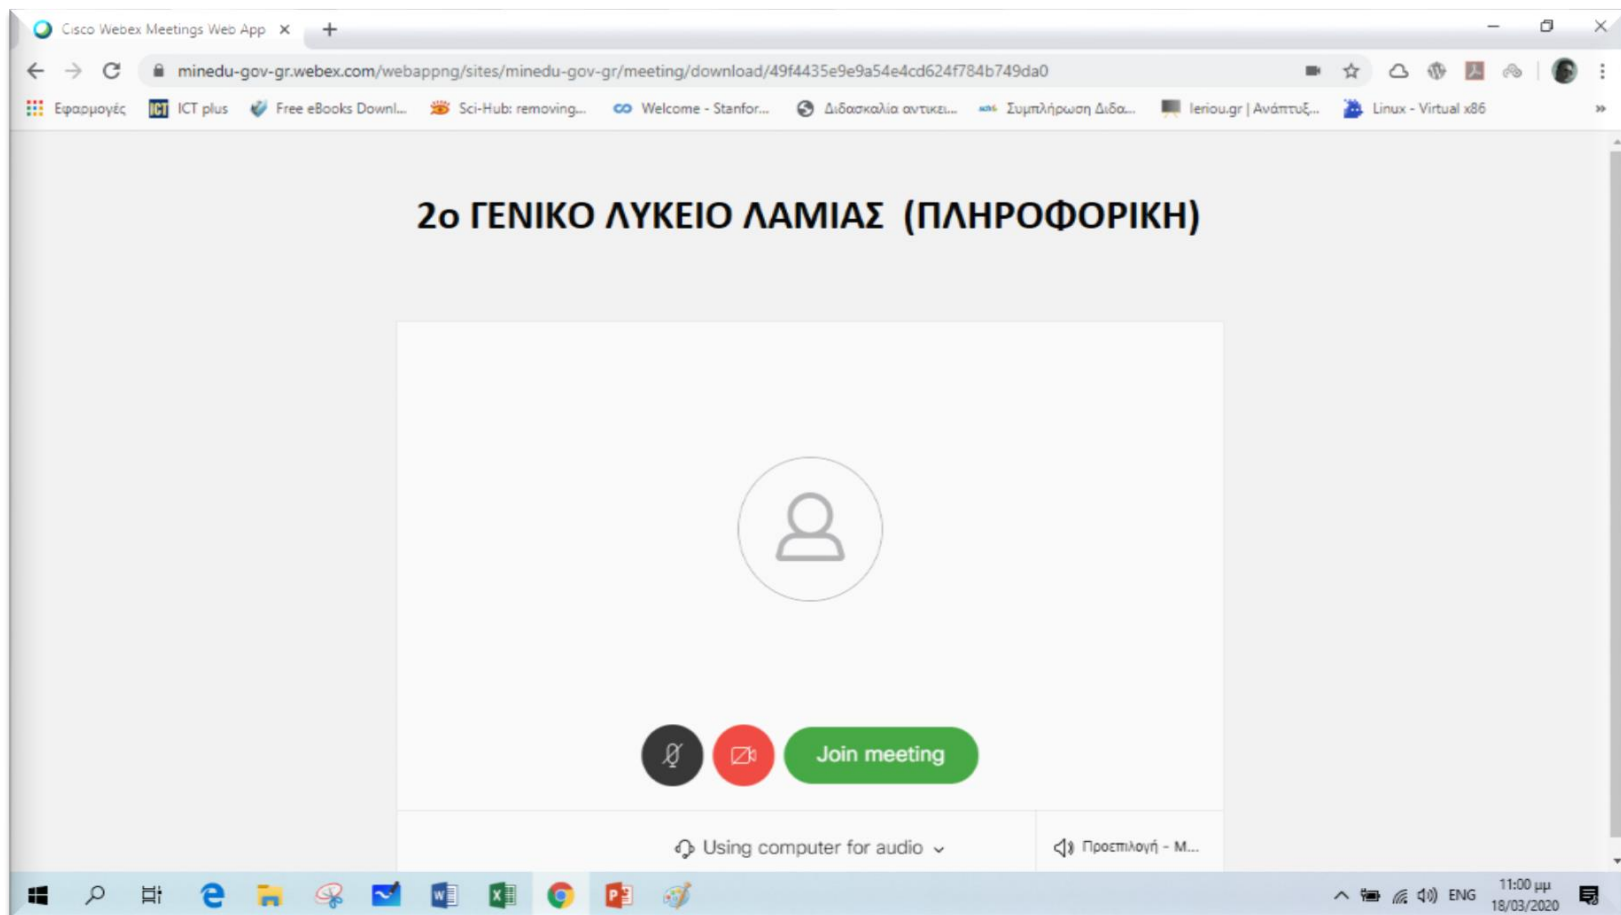 Cisco Webex Meetings Web App
minedu-gov-gr.webex.com/webappng/sites/minedu-gov-gr/meeting/download/49f4435e9e9a54e4cd624f784b749da0
Εφαρμογές ICT ICT plus Free eBooks Downl... Sci-Hub: removing... Welcome - Stanfor... Διδασκαλία αντικει... Συμπλήρωση Διδα... Ieriou.gr | Ανάπτυξ... Linux - Virtual x86
2ο ΓΕΝΙΚΟ ΛΥΚΕΙΟ ΛΑΜΙΑΣ (ΠΛΗΡΟΦΟΡΙΚΗ)
Join meeting
Using computer for audio
Προεπιλογή - M...
ENG
11:00 μμ
18/03/2020